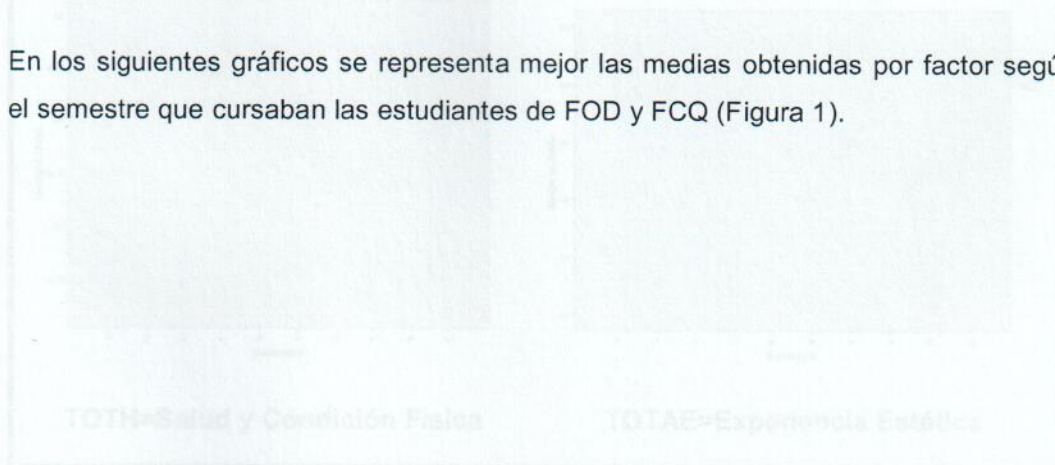 En los siguientes gráficos se representa mejor las medias obtenidas por factor segú
el semestre que cursaban las estudiantes de FOD y FCQ (Figura 1).
TOTH=Salud y Condición Física TOTAE=Experiencia Estética